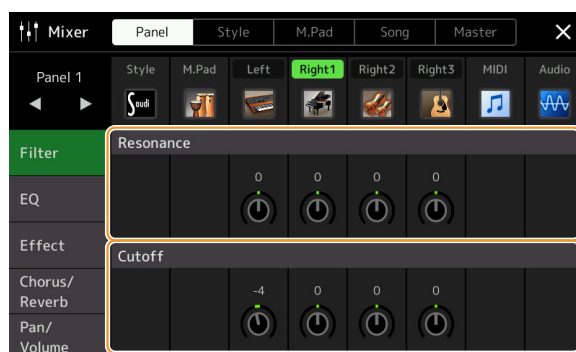 Mixer
Panel
Style
M.Pad
Song
Master
Panel 1
Style
M.Pad
Left
Right1
Right2
Right3
MIDI
Audio
Saudi
Filter
EQ
Effect
Chorus/
Reverb
Pan/
Volume
Resonance
0
0
0
0
Cutoff
-4
0
0
0